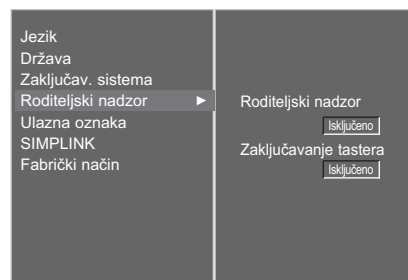 Jezik
Država
Zaključav. sistema
Roditeljski nadzor
Ulazna oznaka
SIMPLINK
Fabrički način
Roditeljski nadzor
Isključeno
Zaključavanje tastera
Isključeno